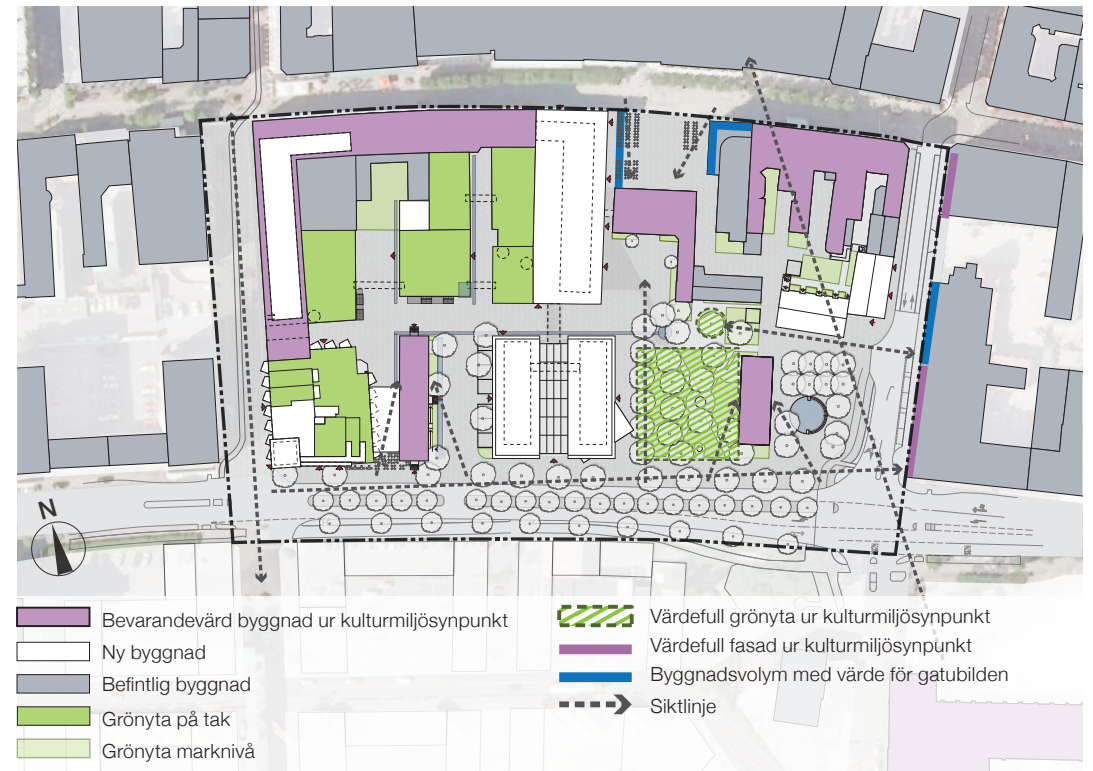 N
Bevarandevärd byggnad ur kulturmiljösynpunkt
Ny byggnad
Befintlig byggnad
Grönyta på tak
Grönyta marknivå
Värdefull grönyta ur kulturmiljösynpunkt
Värdefull fasad ur kulturmiljösynpunkt
Byggnadsvolym med värde för gatubilden
Siktlinje